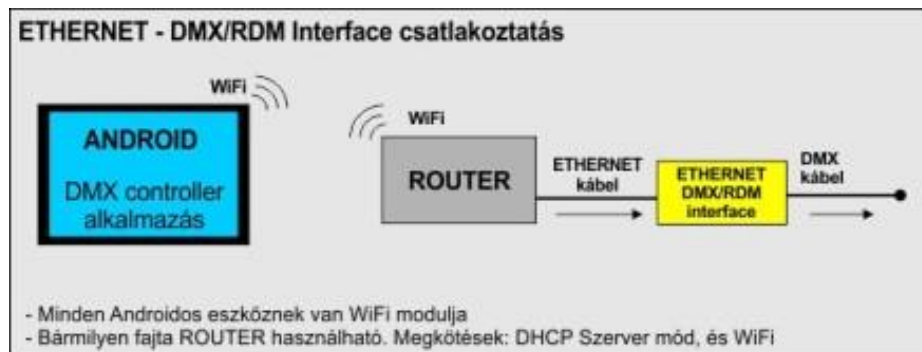 ETHERNET - DMX/RDM Interface csatlakoztatás
WiFi
WiFi
ANDROID
DMX controller
alkalmazás
ROUTER
ETHERNET
kábel
ETHERNET
DMX/RDM
interface
DMX
kábel
- Minden Androidos eszköznek van WiFi modulja
- Bármilyen fajta ROUTER használható. Megkötések: DHCP Szerver mód, és WiFi